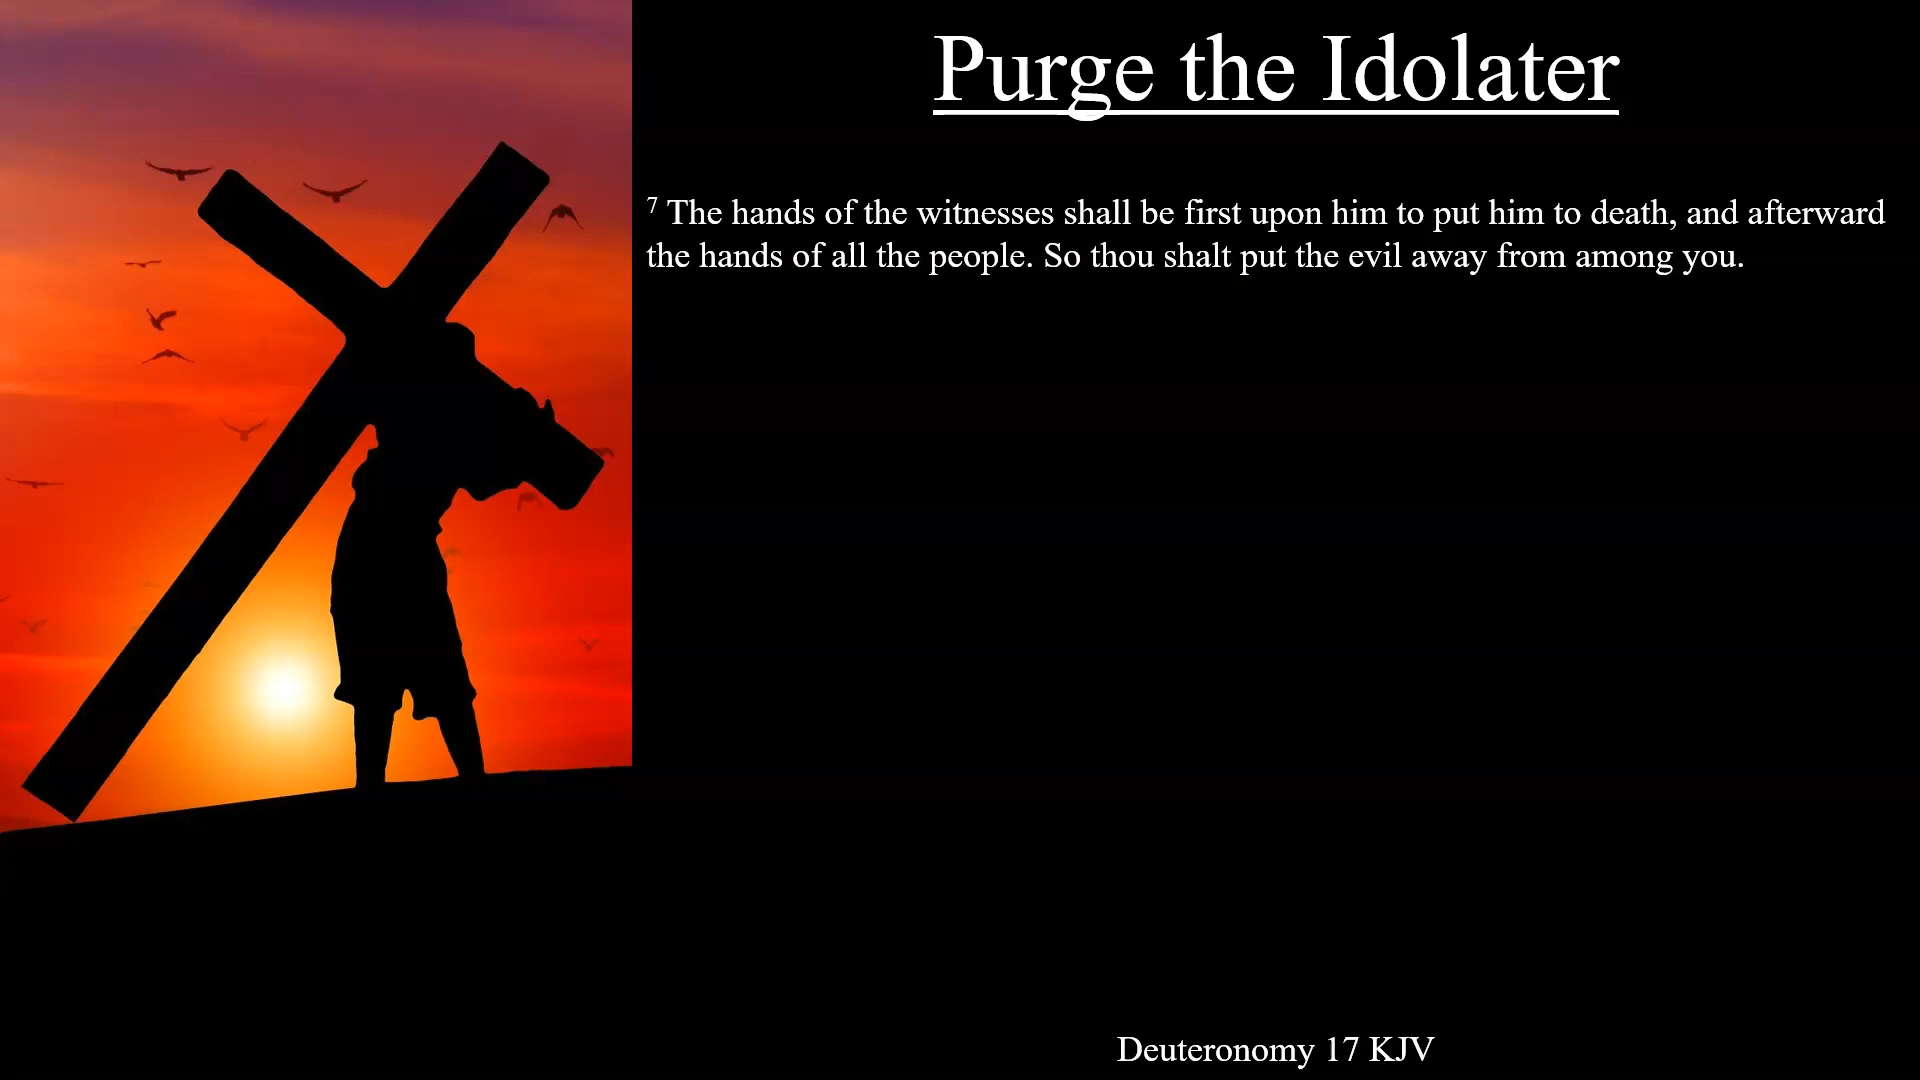 Purge the Idolater
7 The hands of the witnesses shall be first upon him to put him to death, and afterward
the hands of all the people. So thou shalt put the evil away from among you.
Deuteronomy 17 KJV